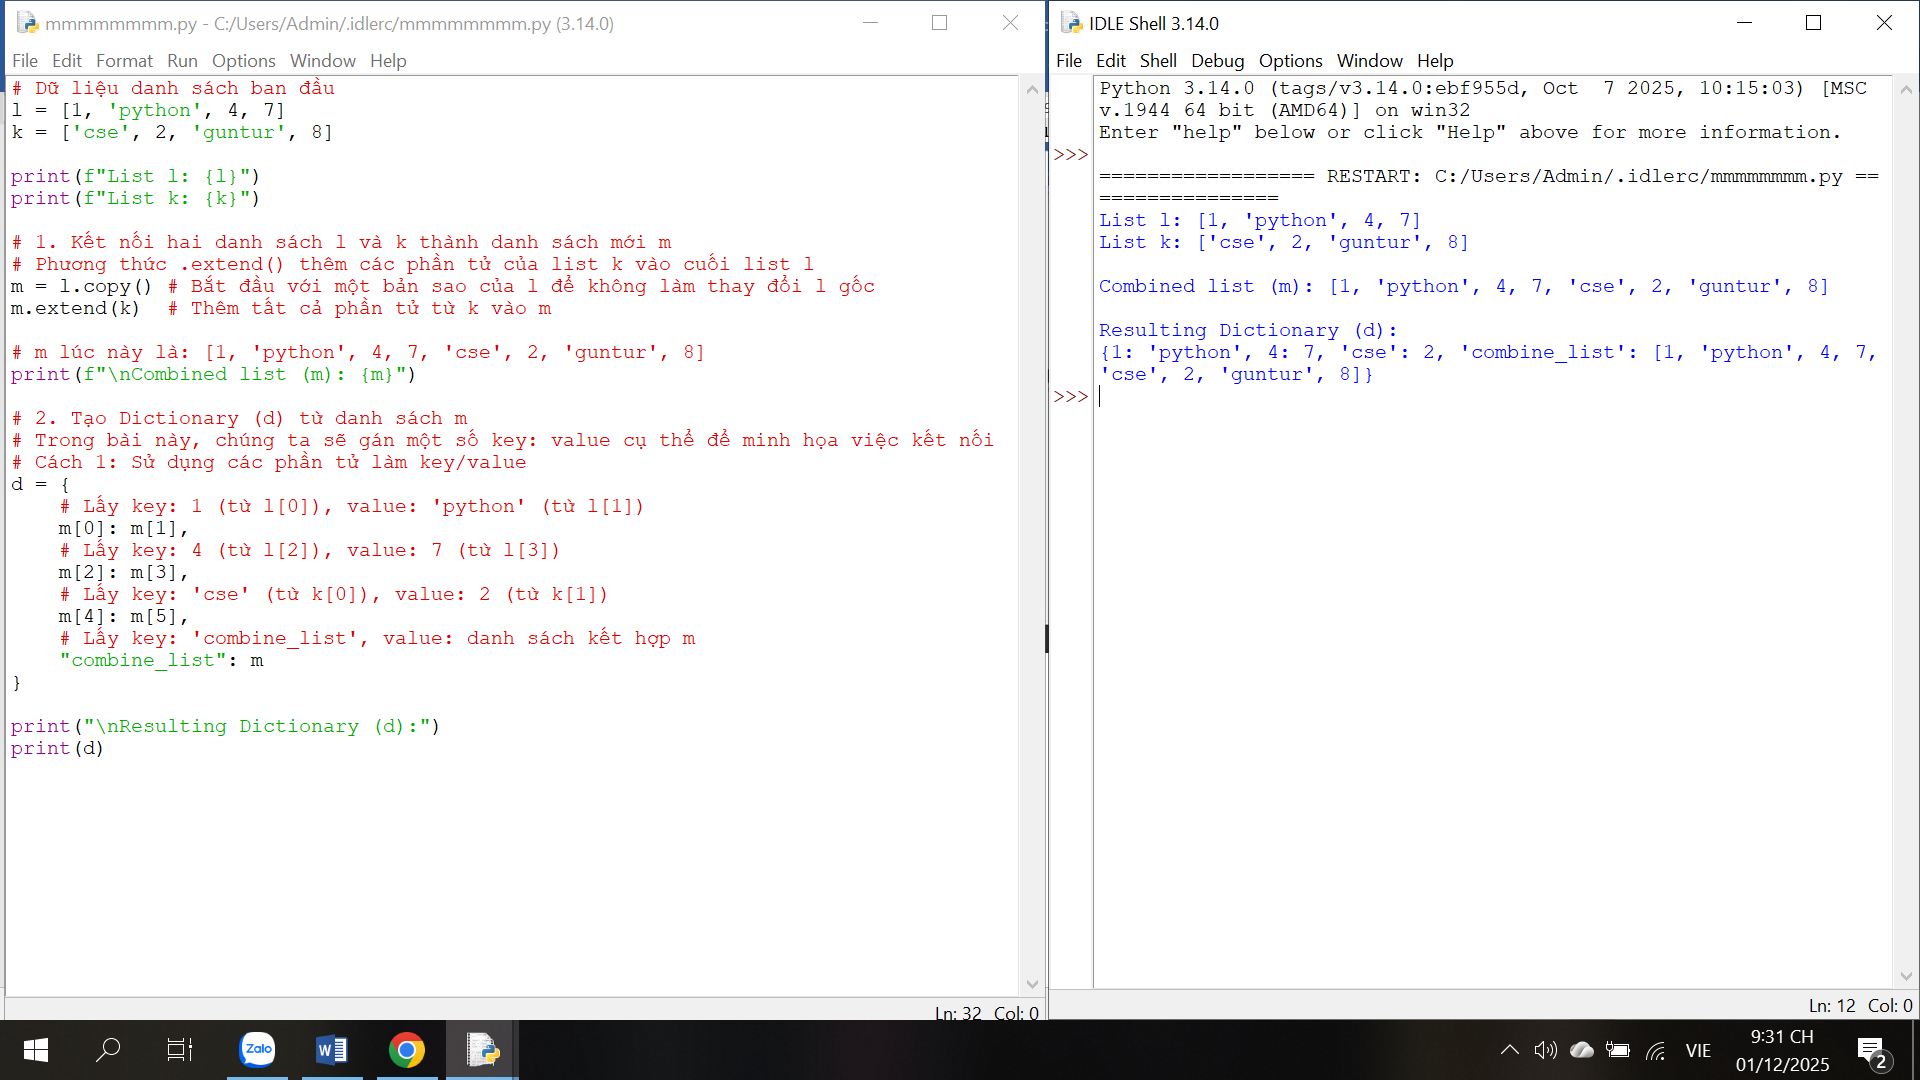 mmmmmmmm.py - C:/Users/Admin/.idlerc/mmmmmmmm.py (3.14.0)
File Edit Format Run Options Window Help
# Dữ liệu danh sách ban đầu
l = [1, 'python', 4, 7]
k = ['cse', 2, 'guntur', 8]
print(f"List l: {l}")
print(f"List k: {k}")
# 1. Kết nối hai danh sách l và k thành danh sách mới m
# Phương thức .extend() thêm các phần tử của list k vào cuối list l
m = l.copy() # Bắt đầu với một bản sao của l để không làm thay đổi l gốc
m.extend(k)  # Thêm tất cả phần tử từ k vào m
# m lúc này là: [1, 'python', 4, 7, 'cse', 2, 'guntur', 8]
print(f"\nCombined list (m): {m}")
# 2. Tạo Dictionary (d) từ danh sách m
# Trong bài này, chúng ta sẽ gán một số key: value cụ thể để minh họa việc kết nối
# Cách 1: Sử dụng các phần tử làm key/value
d = {
    # Lấy key: 1 (từ l[0]), value: 'python' (từ l[1])
    m[0]: m[1],
    # Lấy key: 4 (từ l[2]), value: 7 (từ l[3])
    m[2]: m[3],
    # Lấy key: 'cse' (từ k[0]), value: 2 (từ k[1])
    m[4]: m[5],
    # Lấy key: 'combine_list', value: danh sách kết hợp m
    "combine_list": m
}
print("\nResulting Dictionary (d):")
print(d)
Ln: 32 Col: 0
IDLE Shell 3.14.0
File Edit Shell Debug Options Window Help
Python 3.14.0 (tags/v3.14.0:ebf955d, Oct  7 2025, 10:15:03) [MSC
v.1944 64 bit (AMD64)] on win32
Enter "help" below or click "Help" above for more information.
>>>
================== RESTART: C:/Users/Admin/.idlerc/mmmmmmmm.py ==
===============
List l: [1, 'python', 4, 7]
List k: ['cse', 2, 'guntur', 8]
Combined list (m): [1, 'python', 4, 7, 'cse', 2, 'guntur', 8]
Resulting Dictionary (d):
{1: 'python', 4: 7, 'cse': 2, 'combine_list': [1, 'python', 4, 7,
'cse', 2, 'guntur', 8]}
>>>
Ln: 12 Col: 0
Zalo
W
VIE
9:31 CH
01/12/2025
2